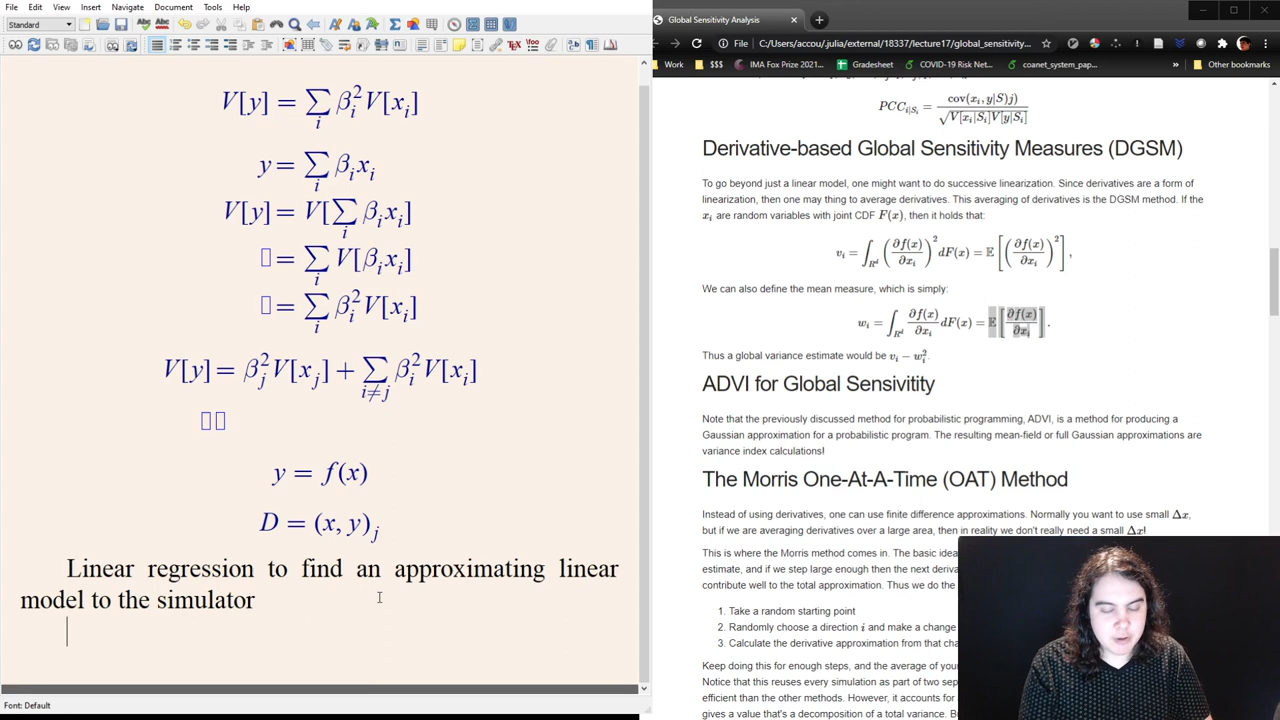 File Edit View Insert Navigate Document Tools Help
Standard
V[y] = ∑_i β_i^2 V[x_i]
y = ∑_i β_i x_i
V[y] = V[∑_i β_i x_i]
□ = ∑_i V[β_i x_i]
□ = ∑_i β_i^2 V[x_i]
V[y] = β_j^2 V[x_j] + ∑_{i≠j} β_i^2 V[x_i]
□□
y = f(x)
D = (x, y)_j
Linear regression to find an approximating linear
model to the simulator
Font: Default
Global Sensitivity Analysis
File C:/Users/accou/.julia/external/18337/lecture17/global_sensitivity...
Work $$$ IMA Fox Prize 2021... Gradesheet COVID-19 Risk Net... coanet_system_pap... » Other bookmarks
PCC_{i|S_i} = cov(x_i, y|S)j) / √V[x_i|S_i]V[y|S_i]
Derivative-based Global Sensitivity Measures (DGSM)
To go beyond just a linear model, one might want to do successive linearization. Since derivatives are a form of
linearization, then one may thing to average derivatives. This averaging of derivatives is the DGSM method. If the
x_i are random variables with joint CDF F(x), then it holds that:
v_i = ∫_{R^d} (∂f(x)/∂x_i)^2 dF(x) = 𝔼[(∂f(x)/∂x_i)^2],
We can also define the mean measure, which is simply:
w_i = ∫_{R^d} ∂f(x)/∂x_i dF(x) = 𝔼[∂f(x)/∂x_i].
Thus a global variance estimate would be v_i − w_i^2.
ADVI for Global Sensivitity
Note that the previously discussed method for probabilistic programming, ADVI, is a method for producing a
Gaussian approximation for a probabilistic program. The resulting mean-field or full Gaussian approximations are
variance index calculations!
The Morris One-At-A-Time (OAT) Method
Instead of using derivatives, one can use finite difference approximations. Normally you want to use small Δx,
but if we are averaging derivatives over a large area, then in reality we don't really need a small Δx!
This is where the Morris method comes in. The basic idea
estimate, and if we step large enough then the next deriv
contribute well to the total approximation. Thus we do the
1. Take a random starting point
2. Randomly choose a direction i and make a change
3. Calculate the derivative approximation from that cha
Keep doing this for enough steps, and the average of your
Notice that this reuses every simulation as part of two sep
efficient than the other methods. However, it accounts for
gives a value that's a decomposition of a total variance.